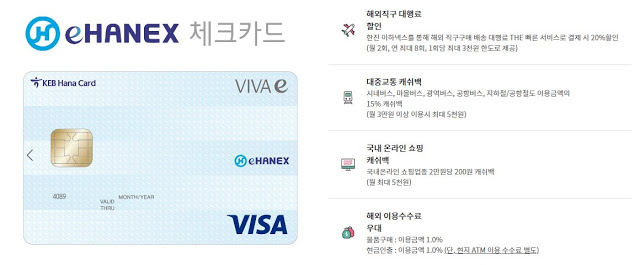 eHANEX 체크카드
KEB Hana Card
VIVA e
eHANEX
4089
MONTH/YEAR
VALID
THRU
VISA
해외직구 대행료
할인
한진 이하넥스를 통해 해외 직구구매 배송 대행료 THE 빠른 서비스로 결제 시 20%할인
(월 2회, 연 최대 8회, 1회당 최대 3천원 한도로 제공)
대중교통 캐쉬백
시내버스, 마을버스, 광역버스, 공항버스, 지하철/공항철도 이용금액의
15% 캐쉬백
(월 3만원 이상 이용시 최대 5천원)
국내 온라인 쇼핑
캐쉬백
국내온라인 쇼핑업종 2만원당 200원 캐쉬백
(월 최대 5천원)
해외 이용수수료
우대
물품구매 : 이용금액 1.0%
현금인출 : 이용금액 1.0% (단, 현지 ATM 이용 수수료 별도)